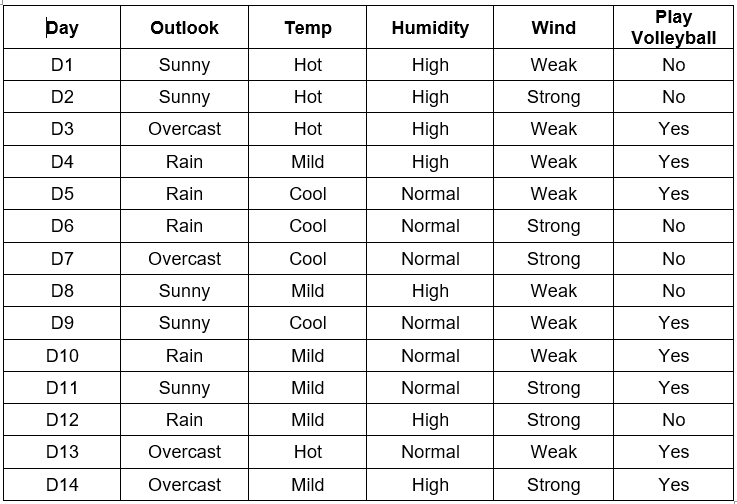 Day Outlook Temp Humidity Wind Play Volleyball
D1 Sunny Hot High Weak No
D2 Sunny Hot High Strong No
D3 Overcast Hot High Weak Yes
D4 Rain Mild High Weak Yes
D5 Rain Cool Normal Weak Yes
D6 Rain Cool Normal Strong No
D7 Overcast Cool Normal Strong No
D8 Sunny Mild High Weak No
D9 Sunny Cool Normal Weak Yes
D10 Rain Mild Normal Weak Yes
D11 Sunny Mild Normal Strong Yes
D12 Rain Mild High Strong No
D13 Overcast Hot Normal Weak Yes
D14 Overcast Mild High Strong Yes